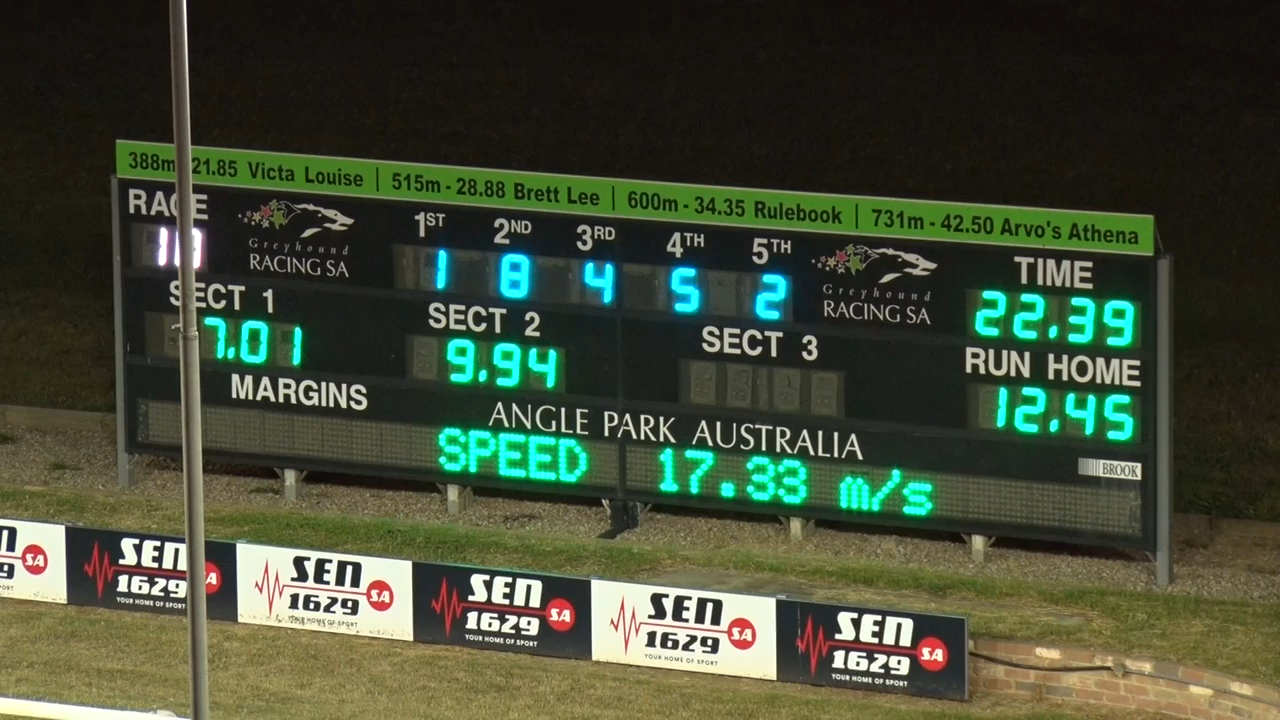 388m - 21.85 Victa Louise | 515m - 28.88 Brett Lee | 600m - 34.35 Rulebook | 731m - 42.50 Arvo's Athena
RACE
1ST 2ND 3RD 4TH 5TH
1 8 4 5 2
Greyhound
RACING SA
Greyhound
RACING SA
TIME
22.39
SECT 1
7.01
SECT 2
9.94
SECT 3
RUN HOME
12.45
MARGINS
ANGLE PARK AUSTRALIA
SPEED 17.33 m/s
BROOK
SA
SEN
1629 SA
YOUR HOME OF SPORT
SEN
1629 SA
YOUR HOME OF SPORT
SEN
1629 SA
YOUR HOME OF SPORT
SEN
1629 SA
YOUR HOME OF SPORT
SEN
1629 SA
YOUR HOME OF SPORT